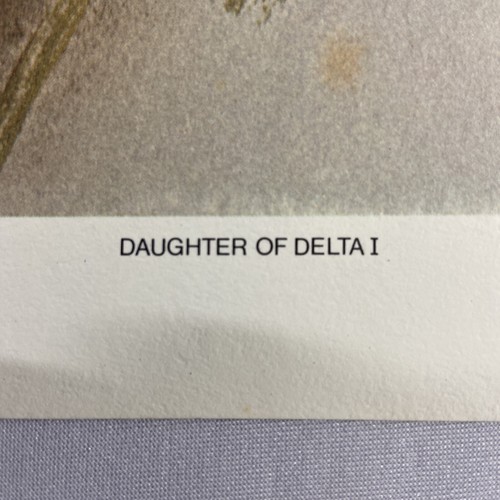 DAUGHTER OF DELTA I